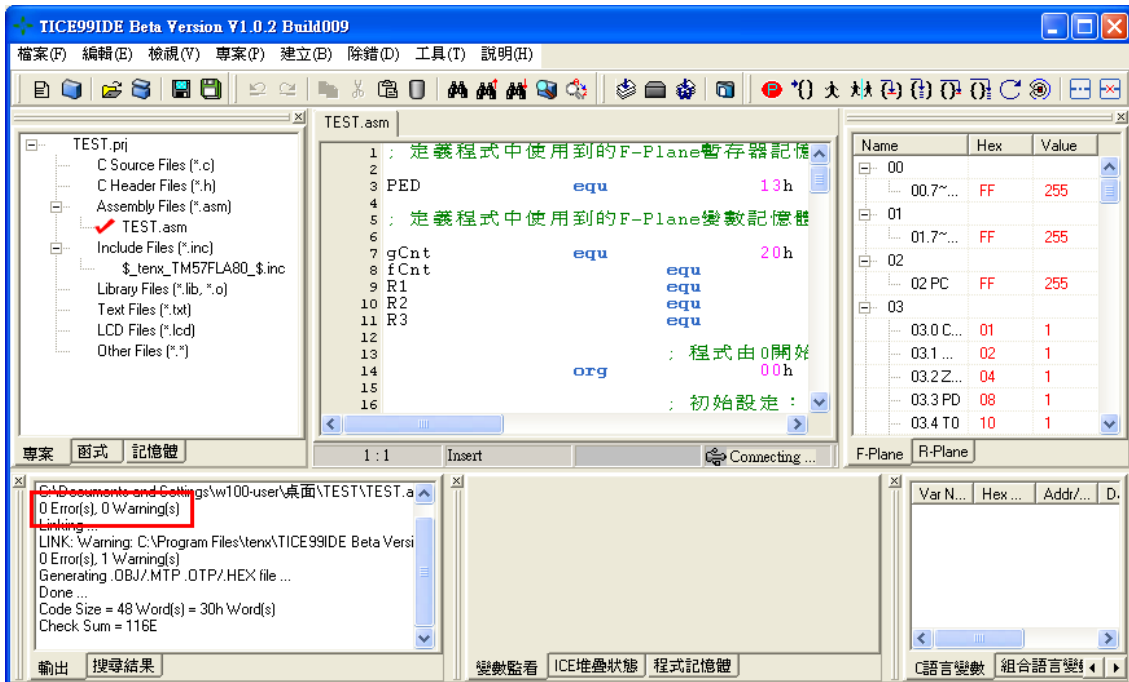 TICE99IDE Beta Version V1.0.2 Build009
檔案(F) 編輯(E) 檢視(V) 專案(P) 建立(B) 除錯(D) 工具(T) 說明(H)
TEST.prj
C Source Files (*.c)
C Header Files (*.h)
Assembly Files (*.asm)
TEST.asm
Include Files (*.inc)
$_tenx_TM57FLA80_$.inc
Library Files (*.lib, *.o)
Text Files (*.txt)
LCD Files (*.lcd)
Other Files (*.*)
專案 函式 記憶體
TEST.asm
1 ; 定義程式中使用到的F-Plane暫存器記憶
2
3 PED equ 13h
4
5 ; 定義程式中使用到的F-Plane變數記憶體
6
7 gCnt equ 20h
8 fCnt equ
9 R1 equ
10 R2 equ
11 R3 equ
12
13 ; 程式由0開始
14 org 00h
15
16 ; 初始設定：
1 : 1 Insert Connecting ...
Name Hex Value
00
00.7~... FF 255
01
01.7~... FF 255
02
02 PC FF 255
03
03.0 C... 01 1
03.1 ... 02 1
03.2 Z... 04 1
03.3 PD 08 1
03.4 T0 10 1
F-Plane R-Plane
C:\Documents and Settings\w100-user\桌面\TEST\TEST.a
0 Error(s), 0 Warning(s)
Linking ...
LINK: Warning: C:\Program Files\tenx\TICE99IDE Beta Versi
0 Error(s), 1 Warning(s)
Generating .OBJ/.MTP .OTP/.HEX file ...
Done ...
Code Size = 48 Word(s) = 30h Word(s)
Check Sum = 116E
輸出 搜尋結果
變數監看 ICE堆疊狀態 程式記憶體
Var N... Hex ... Addr/... D
C語言變數 組合語言變